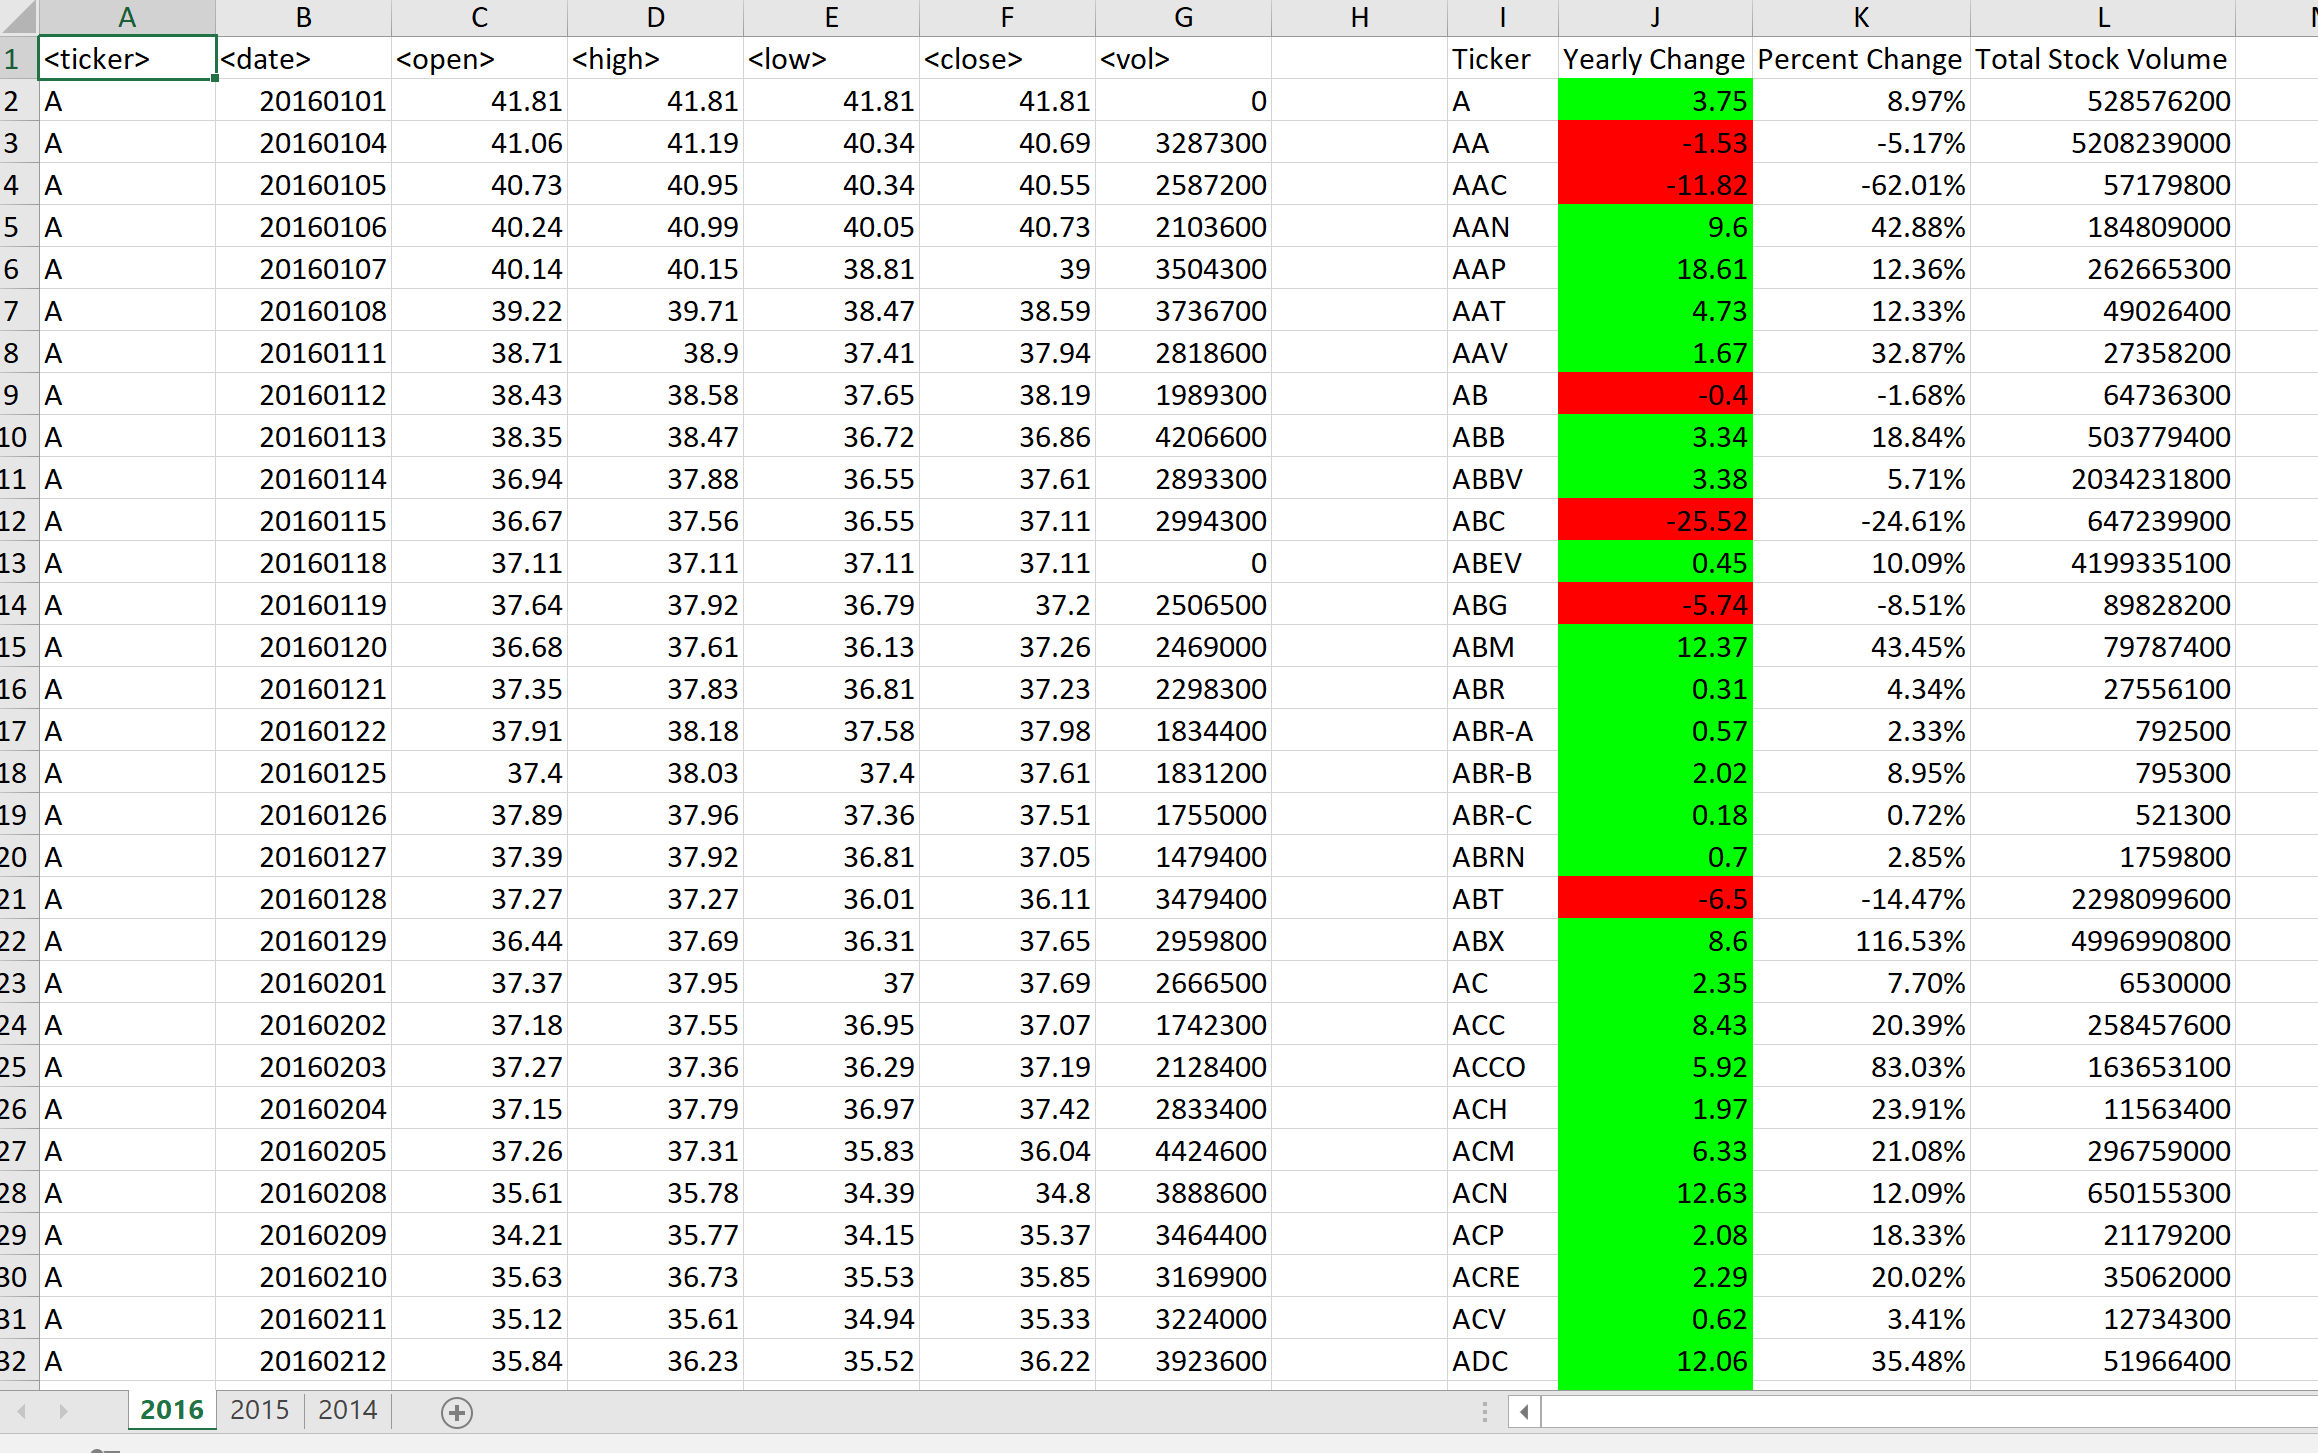 A B C D E F G H I J K L
1 <ticker> <date> <open> <high> <low> <close> <vol> Ticker Yearly Change Percent Change Total Stock Volume
2 A 20160101 41.81 41.81 41.81 41.81 0 A 3.75 8.97% 528576200
3 A 20160104 41.06 41.19 40.34 40.69 3287300 AA -1.53 -5.17% 5208239000
4 A 20160105 40.73 40.95 40.34 40.55 2587200 AAC -11.82 -62.01% 57179800
5 A 20160106 40.24 40.99 40.05 40.73 2103600 AAN 9.6 42.88% 184809000
6 A 20160107 40.14 40.15 38.81 39 3504300 AAP 18.61 12.36% 262665300
7 A 20160108 39.22 39.71 38.47 38.59 3736700 AAT 4.73 12.33% 49026400
8 A 20160111 38.71 38.9 37.41 37.94 2818600 AAV 1.67 32.87% 27358200
9 A 20160112 38.43 38.58 37.65 38.19 1989300 AB -0.4 -1.68% 64736300
10 A 20160113 38.35 38.47 36.72 36.86 4206600 ABB 3.34 18.84% 503779400
11 A 20160114 36.94 37.88 36.55 37.61 2893300 ABBV 3.38 5.71% 2034231800
12 A 20160115 36.67 37.56 36.55 37.11 2994300 ABC -25.52 -24.61% 647239900
13 A 20160118 37.11 37.11 37.11 37.11 0 ABEV 0.45 10.09% 4199335100
14 A 20160119 37.64 37.92 36.79 37.2 2506500 ABG -5.74 -8.51% 89828200
15 A 20160120 36.68 37.61 36.13 37.26 2469000 ABM 12.37 43.45% 79787400
16 A 20160121 37.35 37.83 36.81 37.23 2298300 ABR 0.31 4.34% 27556100
17 A 20160122 37.91 38.18 37.58 37.98 1834400 ABR-A 0.57 2.33% 792500
18 A 20160125 37.4 38.03 37.4 37.61 1831200 ABR-B 2.02 8.95% 795300
19 A 20160126 37.89 37.96 37.36 37.51 1755000 ABR-C 0.18 0.72% 521300
20 A 20160127 37.39 37.92 36.81 37.05 1479400 ABRN 0.7 2.85% 1759800
21 A 20160128 37.27 37.27 36.01 36.11 3479400 ABT -6.5 -14.47% 2298099600
22 A 20160129 36.44 37.69 36.31 37.65 2959800 ABX 8.6 116.53% 4996990800
23 A 20160201 37.37 37.95 37 37.69 2666500 AC 2.35 7.70% 6530000
24 A 20160202 37.18 37.55 36.95 37.07 1742300 ACC 8.43 20.39% 258457600
25 A 20160203 37.27 37.36 36.29 37.19 2128400 ACCO 5.92 83.03% 163653100
26 A 20160204 37.15 37.79 36.97 37.42 2833400 ACH 1.97 23.91% 11563400
27 A 20160205 37.26 37.31 35.83 36.04 4424600 ACM 6.33 21.08% 296759000
28 A 20160208 35.61 35.78 34.39 34.8 3888600 ACN 12.63 12.09% 650155300
29 A 20160209 34.21 35.77 34.15 35.37 3464400 ACP 2.08 18.33% 21179200
30 A 20160210 35.63 36.73 35.53 35.85 3169900 ACRE 2.29 20.02% 35062000
31 A 20160211 35.12 35.61 34.94 35.33 3224000 ACV 0.62 3.41% 12734300
32 A 20160212 35.84 36.23 35.52 36.22 3923600 ADC 12.06 35.48% 51966400
2016 2015 2014